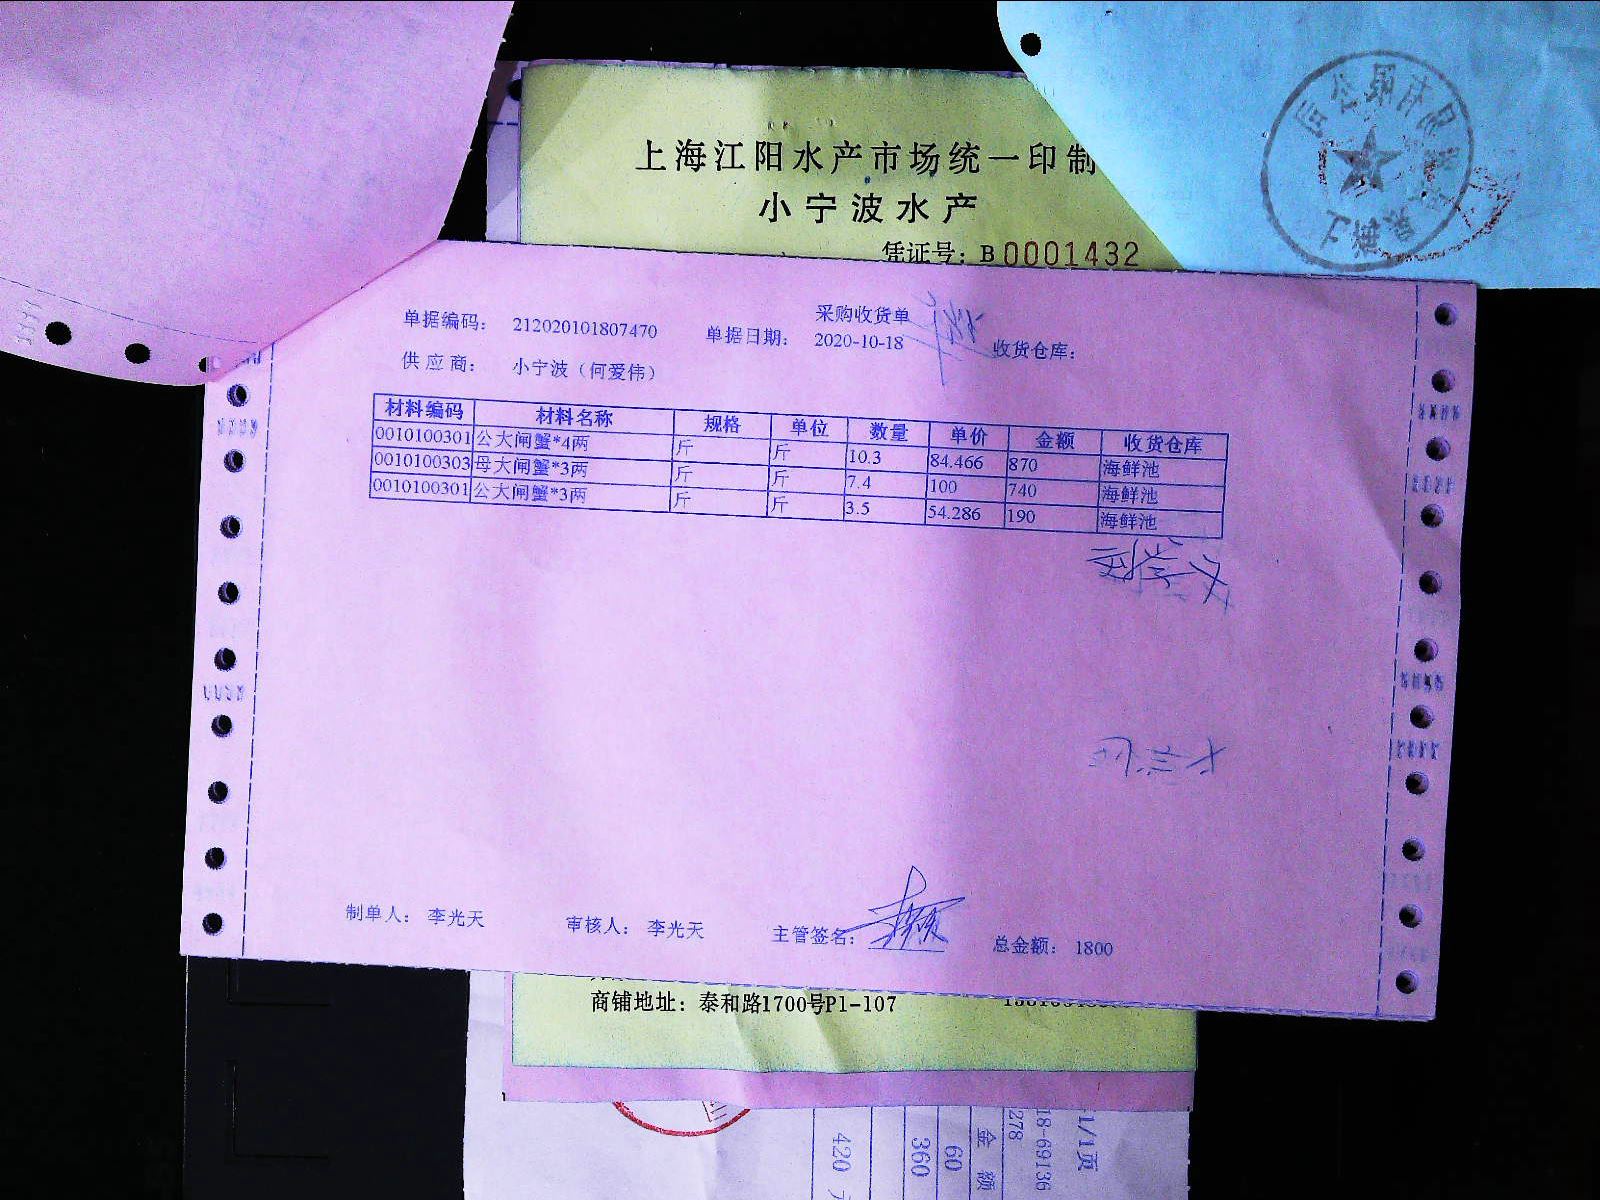 上海江阳水产市场统一印制
小宁波水产
凭证号: B 0001432
采购收货单
单据编码: 212020101807470 单据日期: 2020-10-18 收货仓库:
供应商: 小宁波（何爱伟）
材料编码 材料名称 规格 单位 数量 单价 金额 收货仓库
0010100301 公大闸蟹*4两 斤 斤 10.3 84.466 870 海鲜池
0010100303 母大闸蟹*3两 斤 斤 7.4 100 740 海鲜池
0010100301 公大闸蟹*3两 斤 斤 3.5 54.286 190 海鲜池
制单人: 李光天 审核人: 李光天 主管签名: 总金额: 1800
商铺地址: 泰和路1700号P1-107
1/1页
18-69136
278
金 额
60
360
420